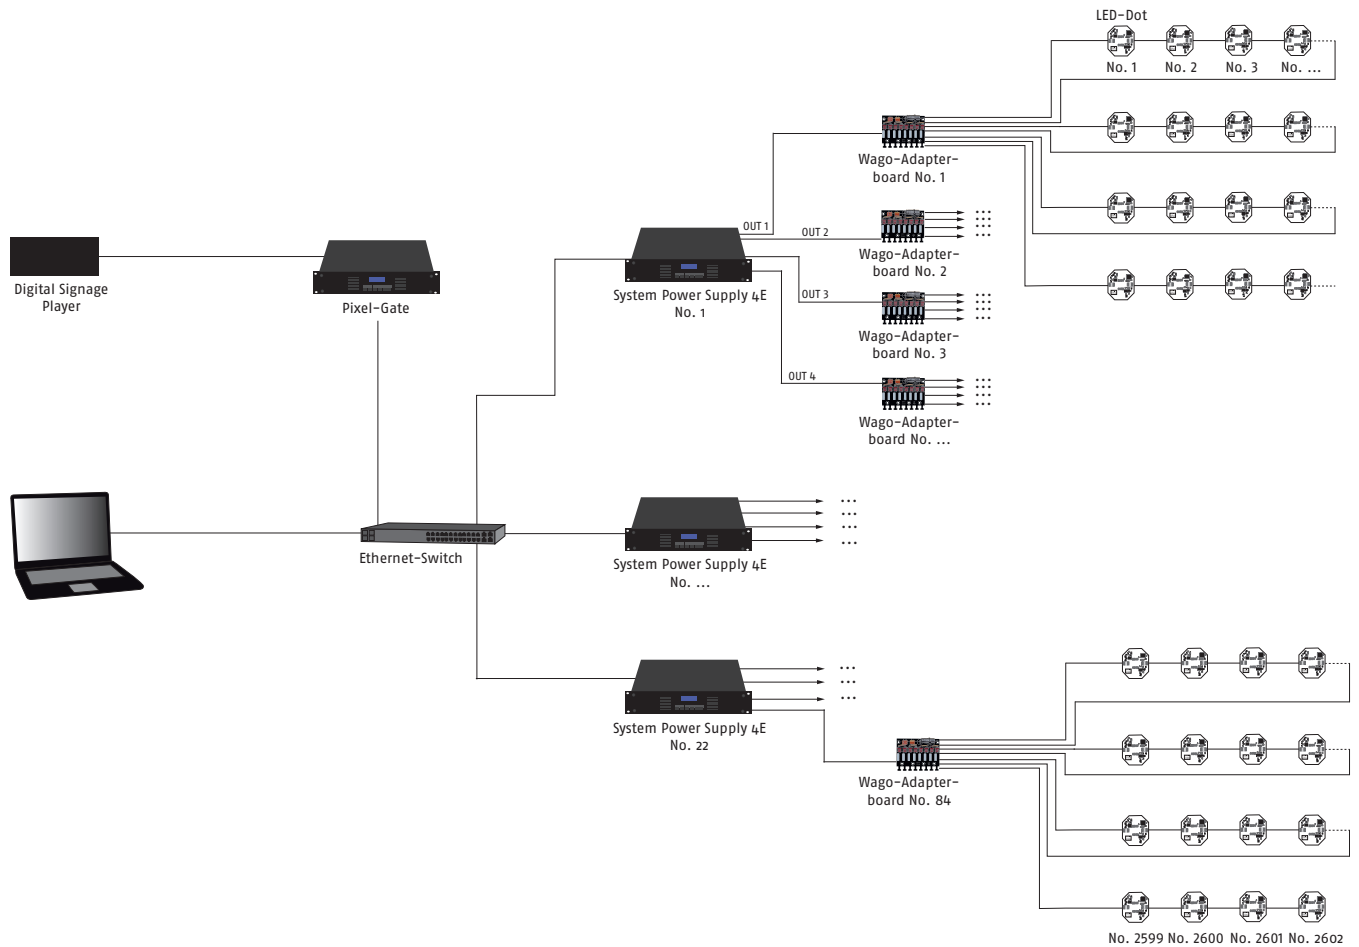 LED-Dot
No. 1 No. 2 No. 3 No. ...
Wago-Adapter-
board No. 1
OUT 1
OUT 2
Wago-Adapter-
board No. 2
Digital Signage
Player
Pixel-Gate
System Power Supply 4E
No. 1
OUT 3
Wago-Adapter-
board No. 3
OUT 4
Wago-Adapter-
board No. ...
Ethernet-Switch
System Power Supply 4E
No. ...
System Power Supply 4E
No. 22
Wago-Adapter-
board No. 84
No. 2599 No. 2600 No. 2601 No. 2602